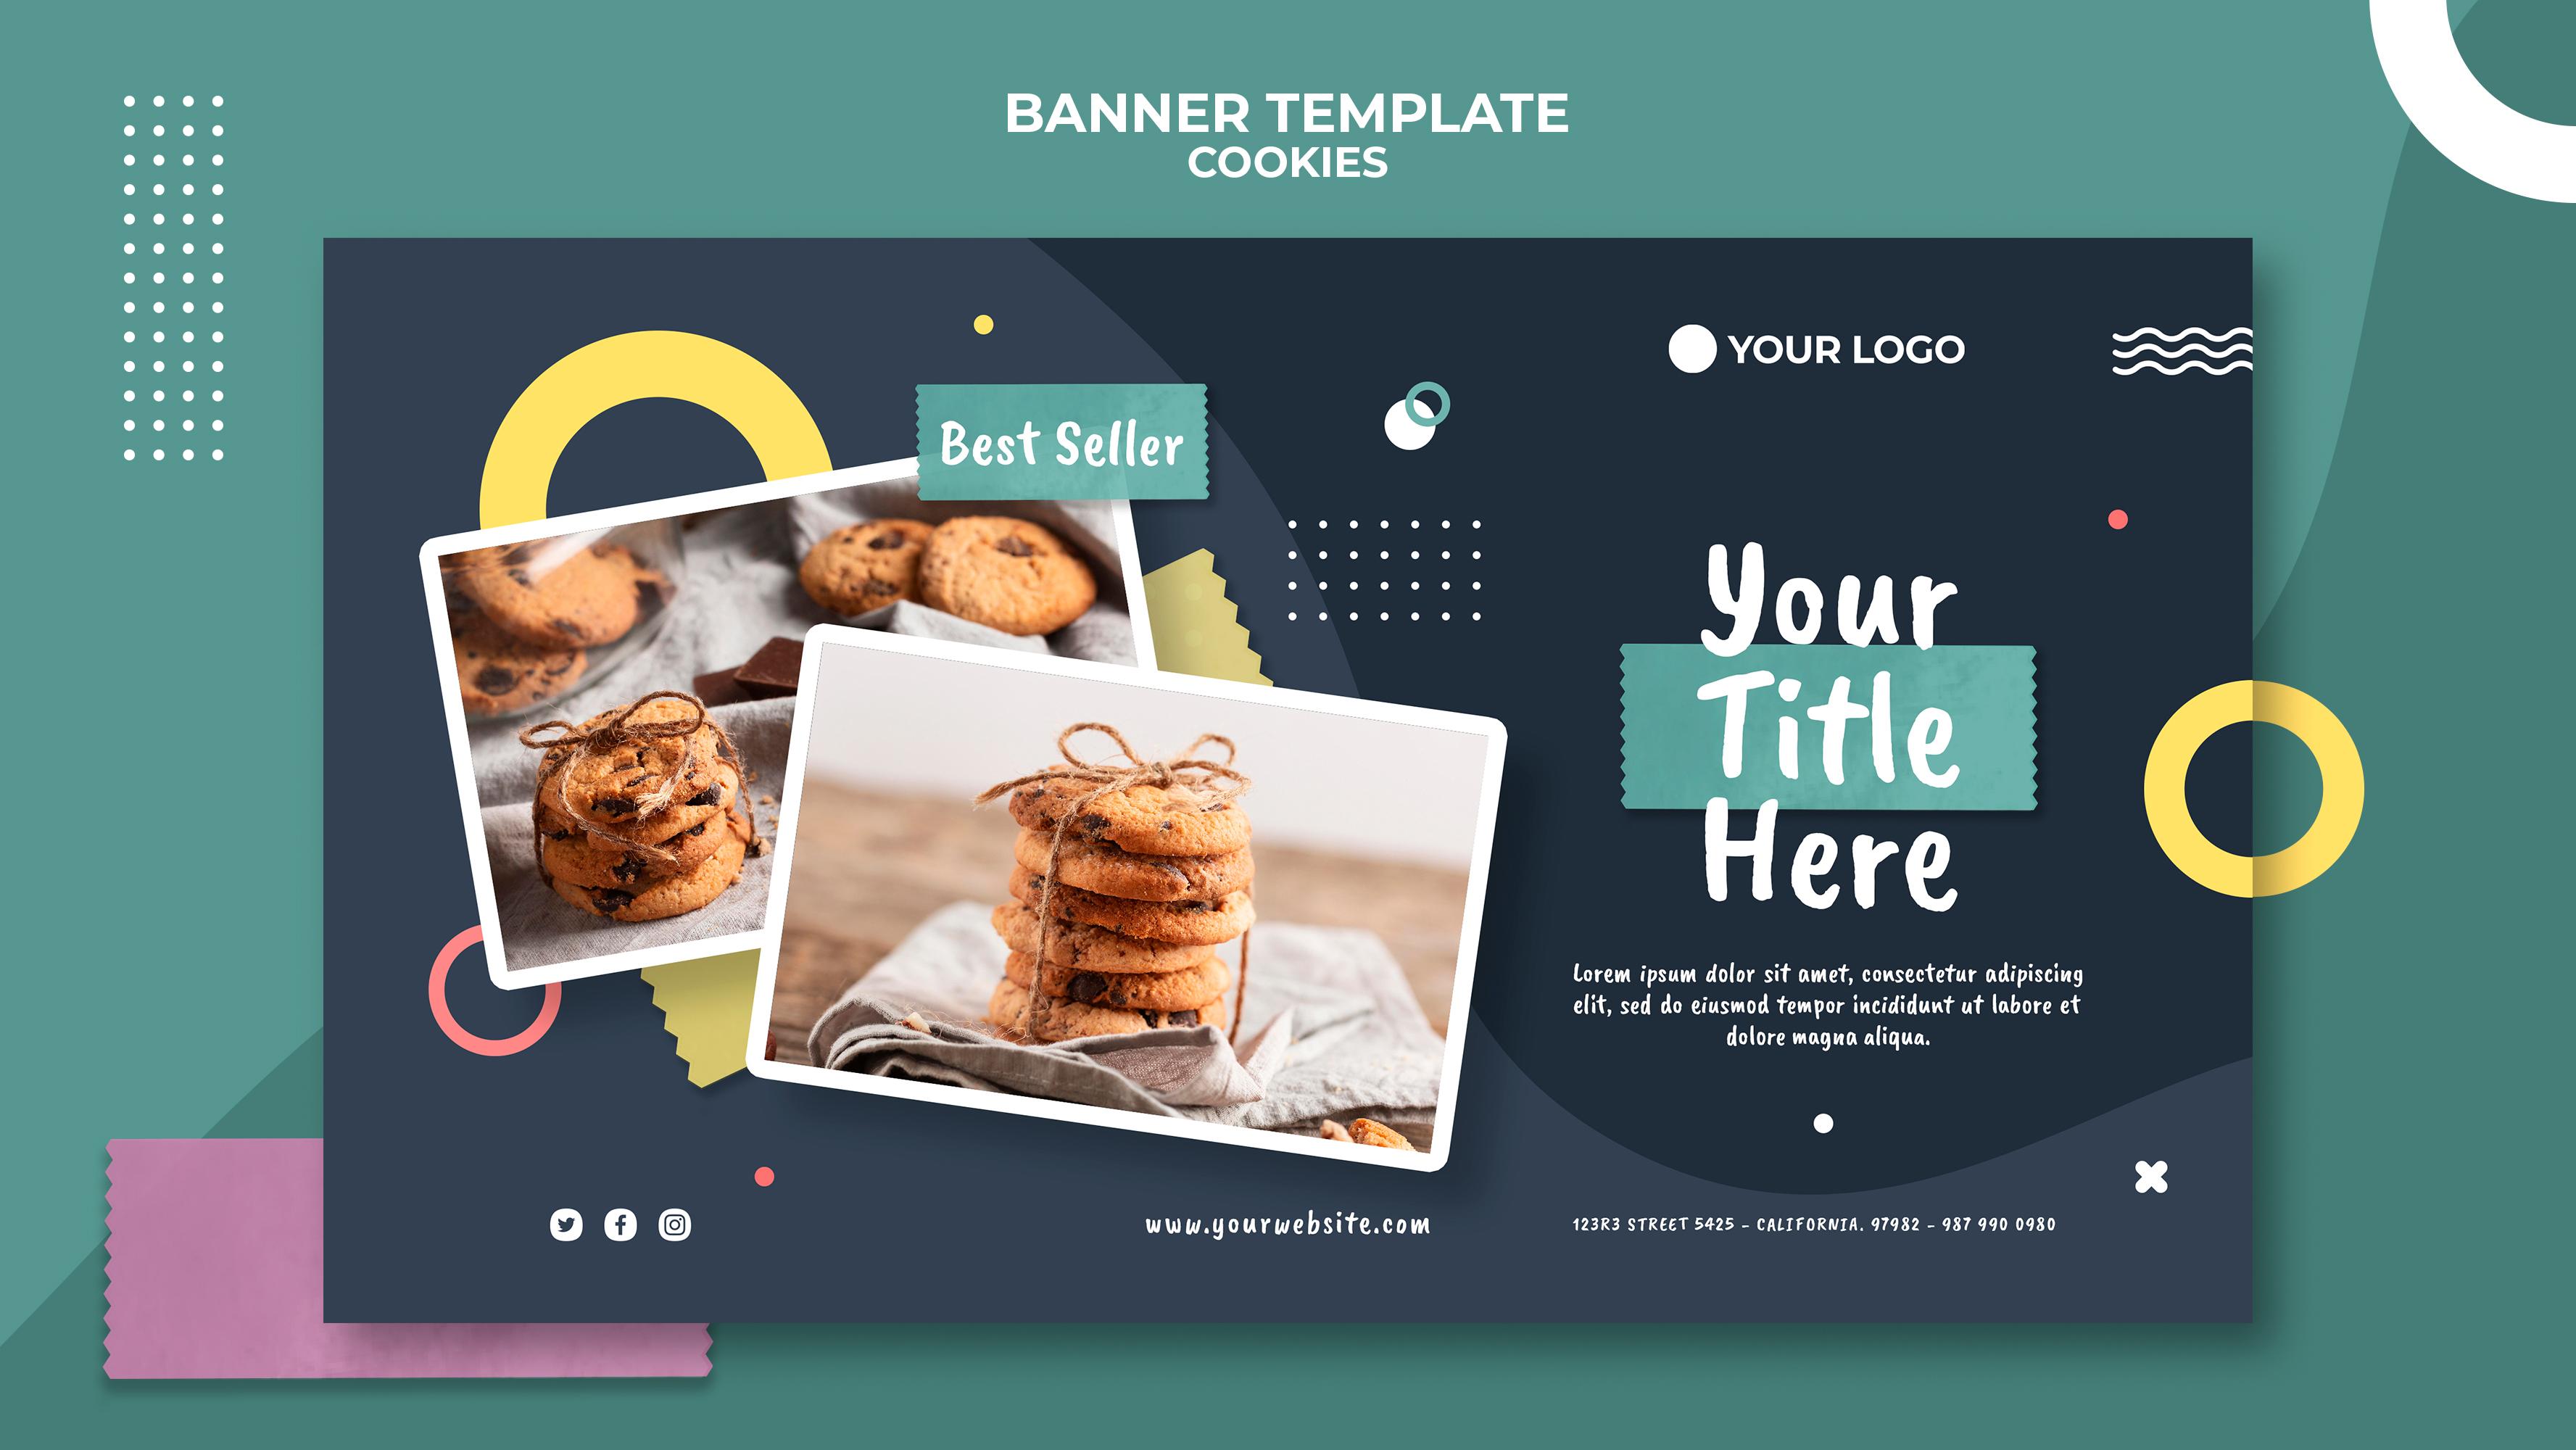 BANNER TEMPLATE
COOKIES
YOUR LOGO
Best Seller
Your
Title
Here
Lorem ipsum dolor sit amet, consectetur adipiscing
elit, sed do eiusmod tempor incididunt ut labore et
dolore magna aliqua.
www.yourwebsite.com
123R3 STREET 5425 - CALIFORNIA. 97982 - 987 990 0980